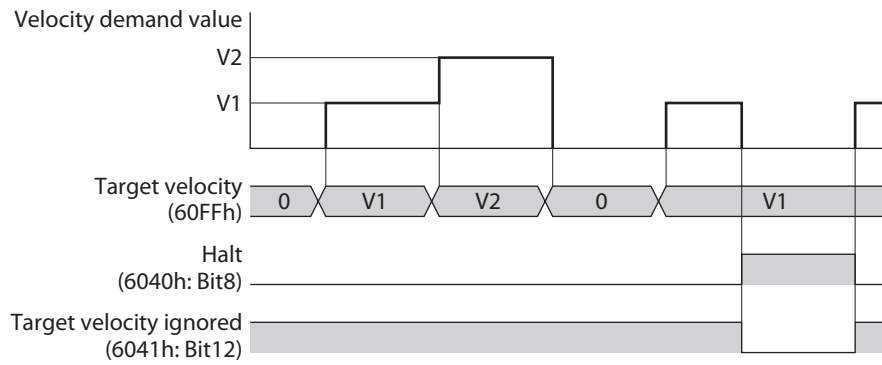 Velocity demand value
V2
V1
Target velocity
(60FFh)
0 V1 V2 0 V1
Halt
(6040h: Bit8)
Target velocity ignored
(6041h: Bit12)